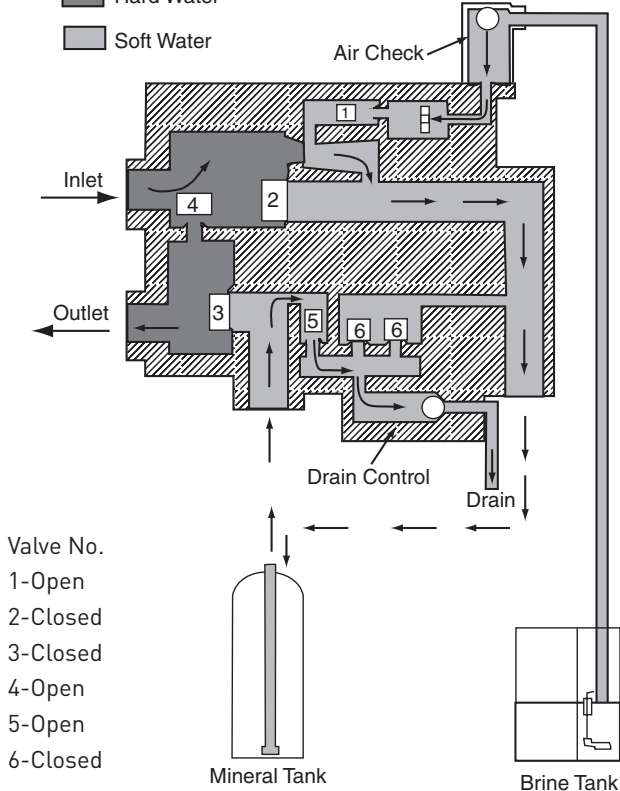 Hard Water
Soft Water
Air Check
1
Inlet
4
2
Outlet
3
5
6
6
Drain Control
Drain
Valve No.
1-Open
2-Closed
3-Closed
4-Open
5-Open
6-Closed
Mineral Tank
Brine Tank